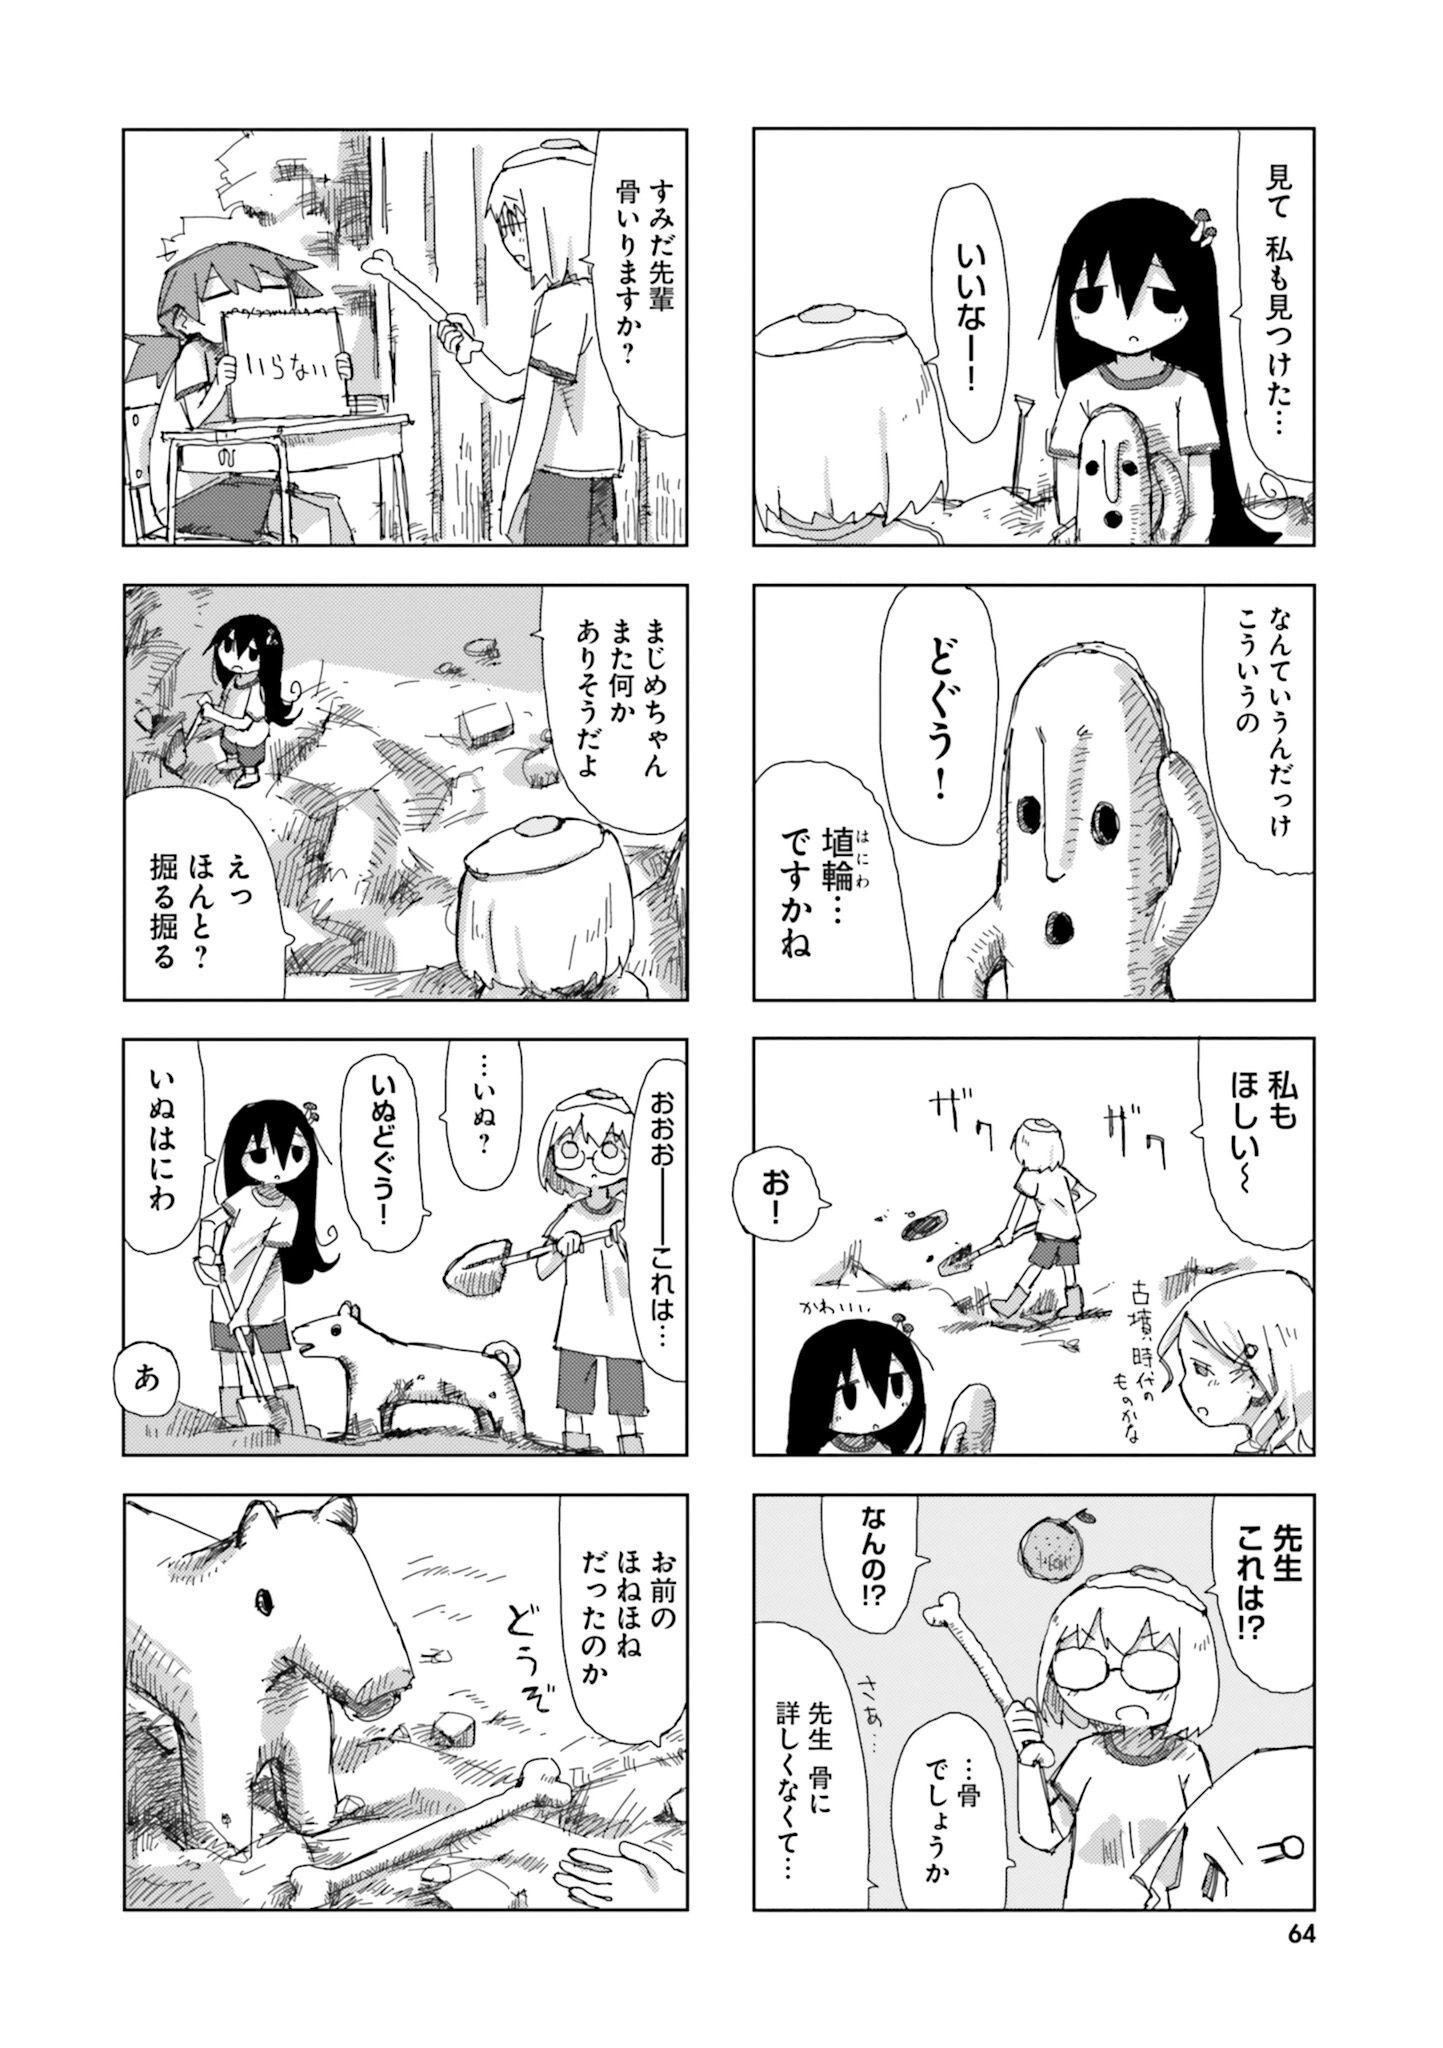 見て 私も見つけた…
いいなー！
なんていうんだっけ
こういうの
どぐう！
埴輪…
はにわ
ですかね
私も
ほしい～
ザク
ザク
お！
かわいい
古墳時代の
ものかな
先生
これは!?
なんの!?
…骨
でしょうか
さぁ…
先生 骨に
詳しくなくて…
すみだ先輩
骨いりますか？
いらない
まじめちゃん
また何か
ありそうだよ
えっ
ほんと？
掘る掘る
おおお――これは…
…いぬ？
いぬどぐう！
いぬはにわ
あ
お前の
ほねほね
だったのか
どうぞ
64